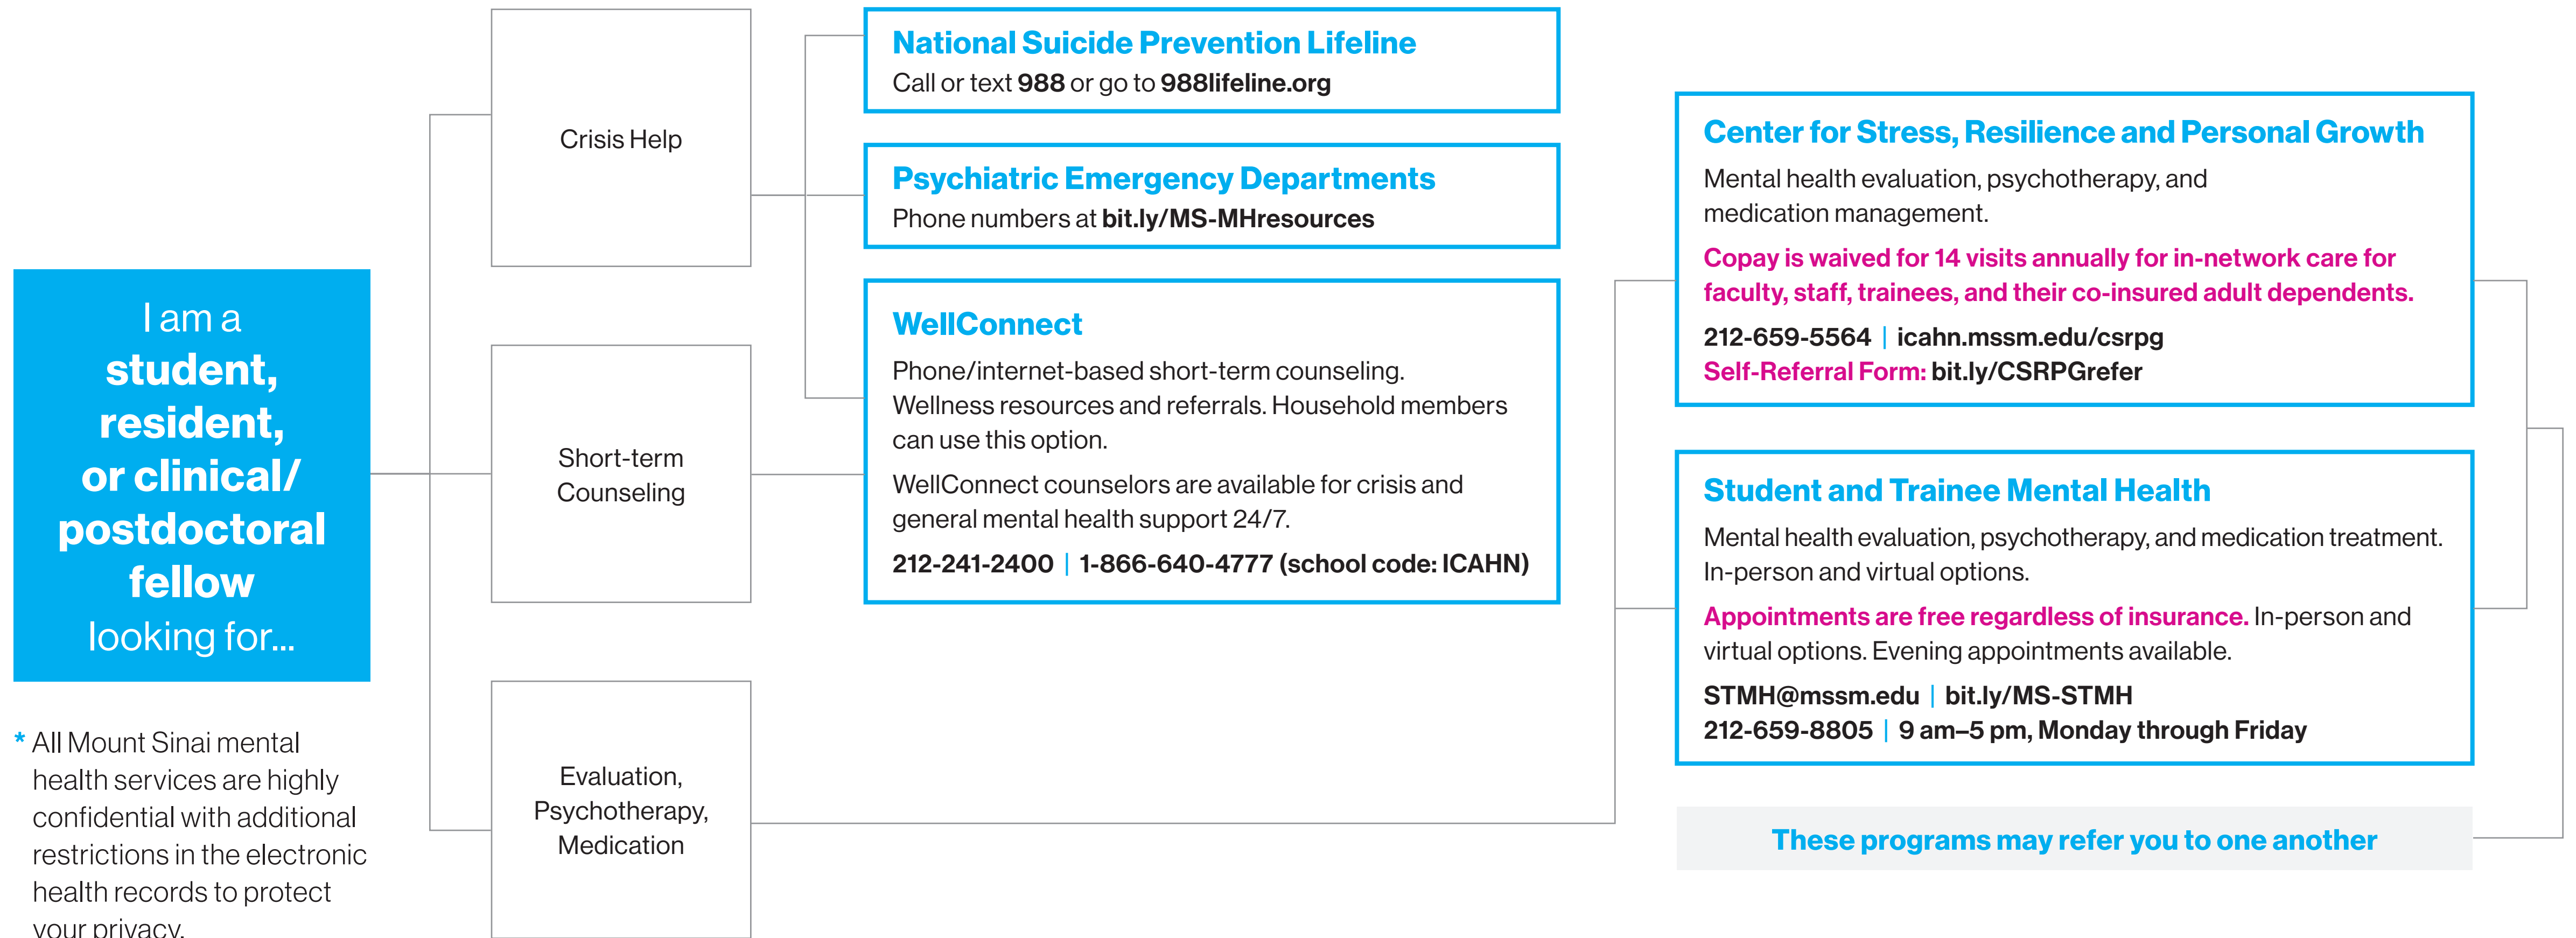 I am a
student,
resident,
or clinical/
postdoctoral
fellow
looking for...
* All Mount Sinai mental
health services are highly
confidential with additional
restrictions in the electronic
health records to protect
your privacy.
Crisis Help
Short-term
Counseling
Evaluation,
Psychotherapy,
Medication
National Suicide Prevention Lifeline
Call or text 988 or go to 988lifeline.org
Psychiatric Emergency Departments
Phone numbers at bit.ly/MS-MHresources
WellConnect
Phone/internet-based short-term counseling.
Wellness resources and referrals. Household members
can use this option.
WellConnect counselors are available for crisis and
general mental health support 24/7.
212-241-2400 | 1-866-640-4777 (school code: ICAHN)
Center for Stress, Resilience and Personal Growth
Mental health evaluation, psychotherapy, and
medication management.
Copay is waived for 14 visits annually for in-network care for
faculty, staff, trainees, and their co-insured adult dependents.
212-659-5564 | icahn.mssm.edu/csrpg
Self-Referral Form: bit.ly/CSRPGrefer
Student and Trainee Mental Health
Mental health evaluation, psychotherapy, and medication treatment.
In-person and virtual options.
Appointments are free regardless of insurance. In-person and
virtual options. Evening appointments available.
STMH@mssm.edu | bit.ly/MS-STMH
212-659-8805 | 9 am–5 pm, Monday through Friday
These programs may refer you to one another